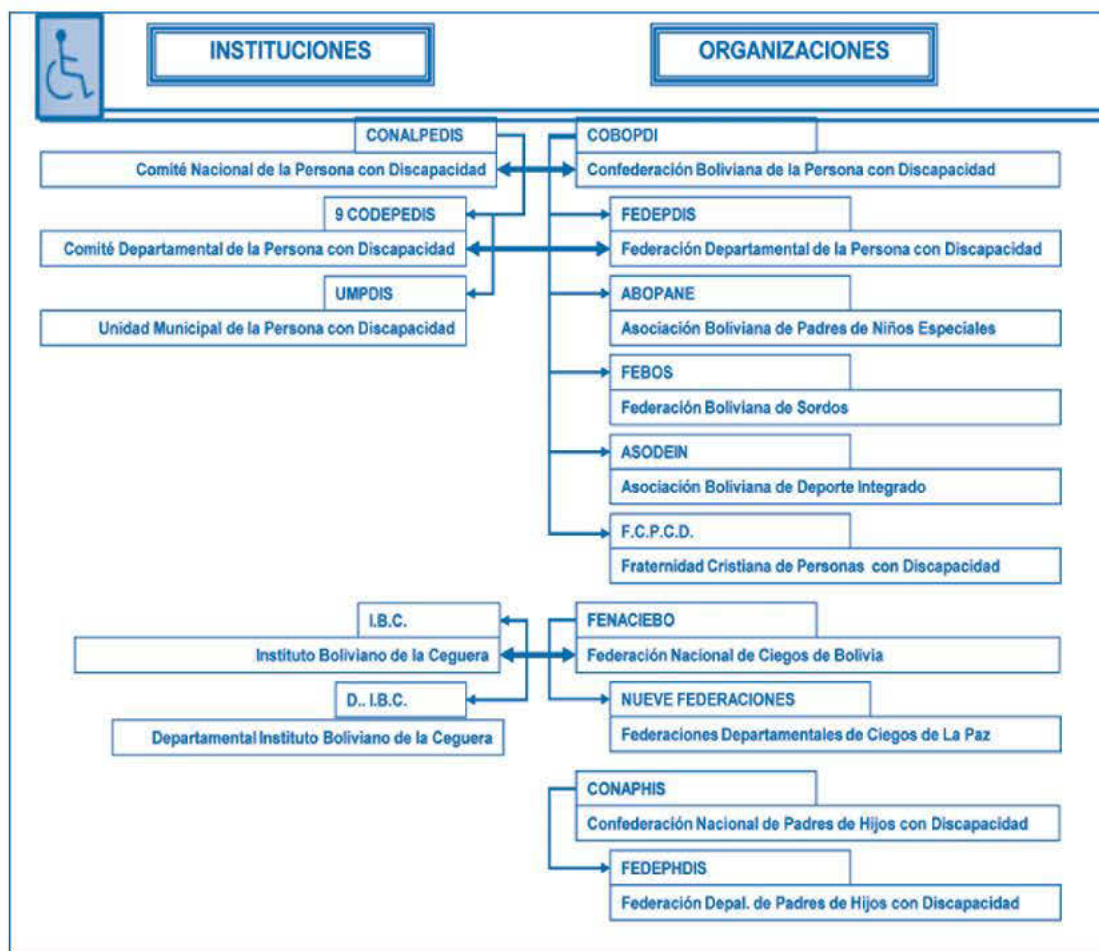 INSTITUCIONES
ORGANIZACIONES
CONALPEDIS
Comité Nacional de la Persona con Discapacidad
9 CODEPEDIS
Comité Departamental de la Persona con Discapacidad
UMPDIS
Unidad Municipal de la Persona con Discapacidad
COBOPDI
Confederación Boliviana de la Persona con Discapacidad
FEDEPDIS
Federación Departamental de la Persona con Discapacidad
ABOPANE
Asociación Boliviana de Padres de Niños Especiales
FEBOS
Federación Boliviana de Sordos
ASODEIN
Asociación Boliviana de Deporte Integrado
F.C.P.C.D.
Fraternidad Cristiana de Personas con Discapacidad
I.B.C.
Instituto Boliviano de la Ceguera
D.. I.B.C.
Departamental Instituto Boliviano de la Ceguera
FENACIEBO
Federación Nacional de Ciegos de Bolivia
NUEVE FEDERACIONES
Federaciones Departamentales de Ciegos de La Paz
CONAPHIS
Confederación Nacional de Padres de Hijos con Discapacidad
FEDEPHDIS
Federación Depal. de Padres de Hijos con Discapacidad